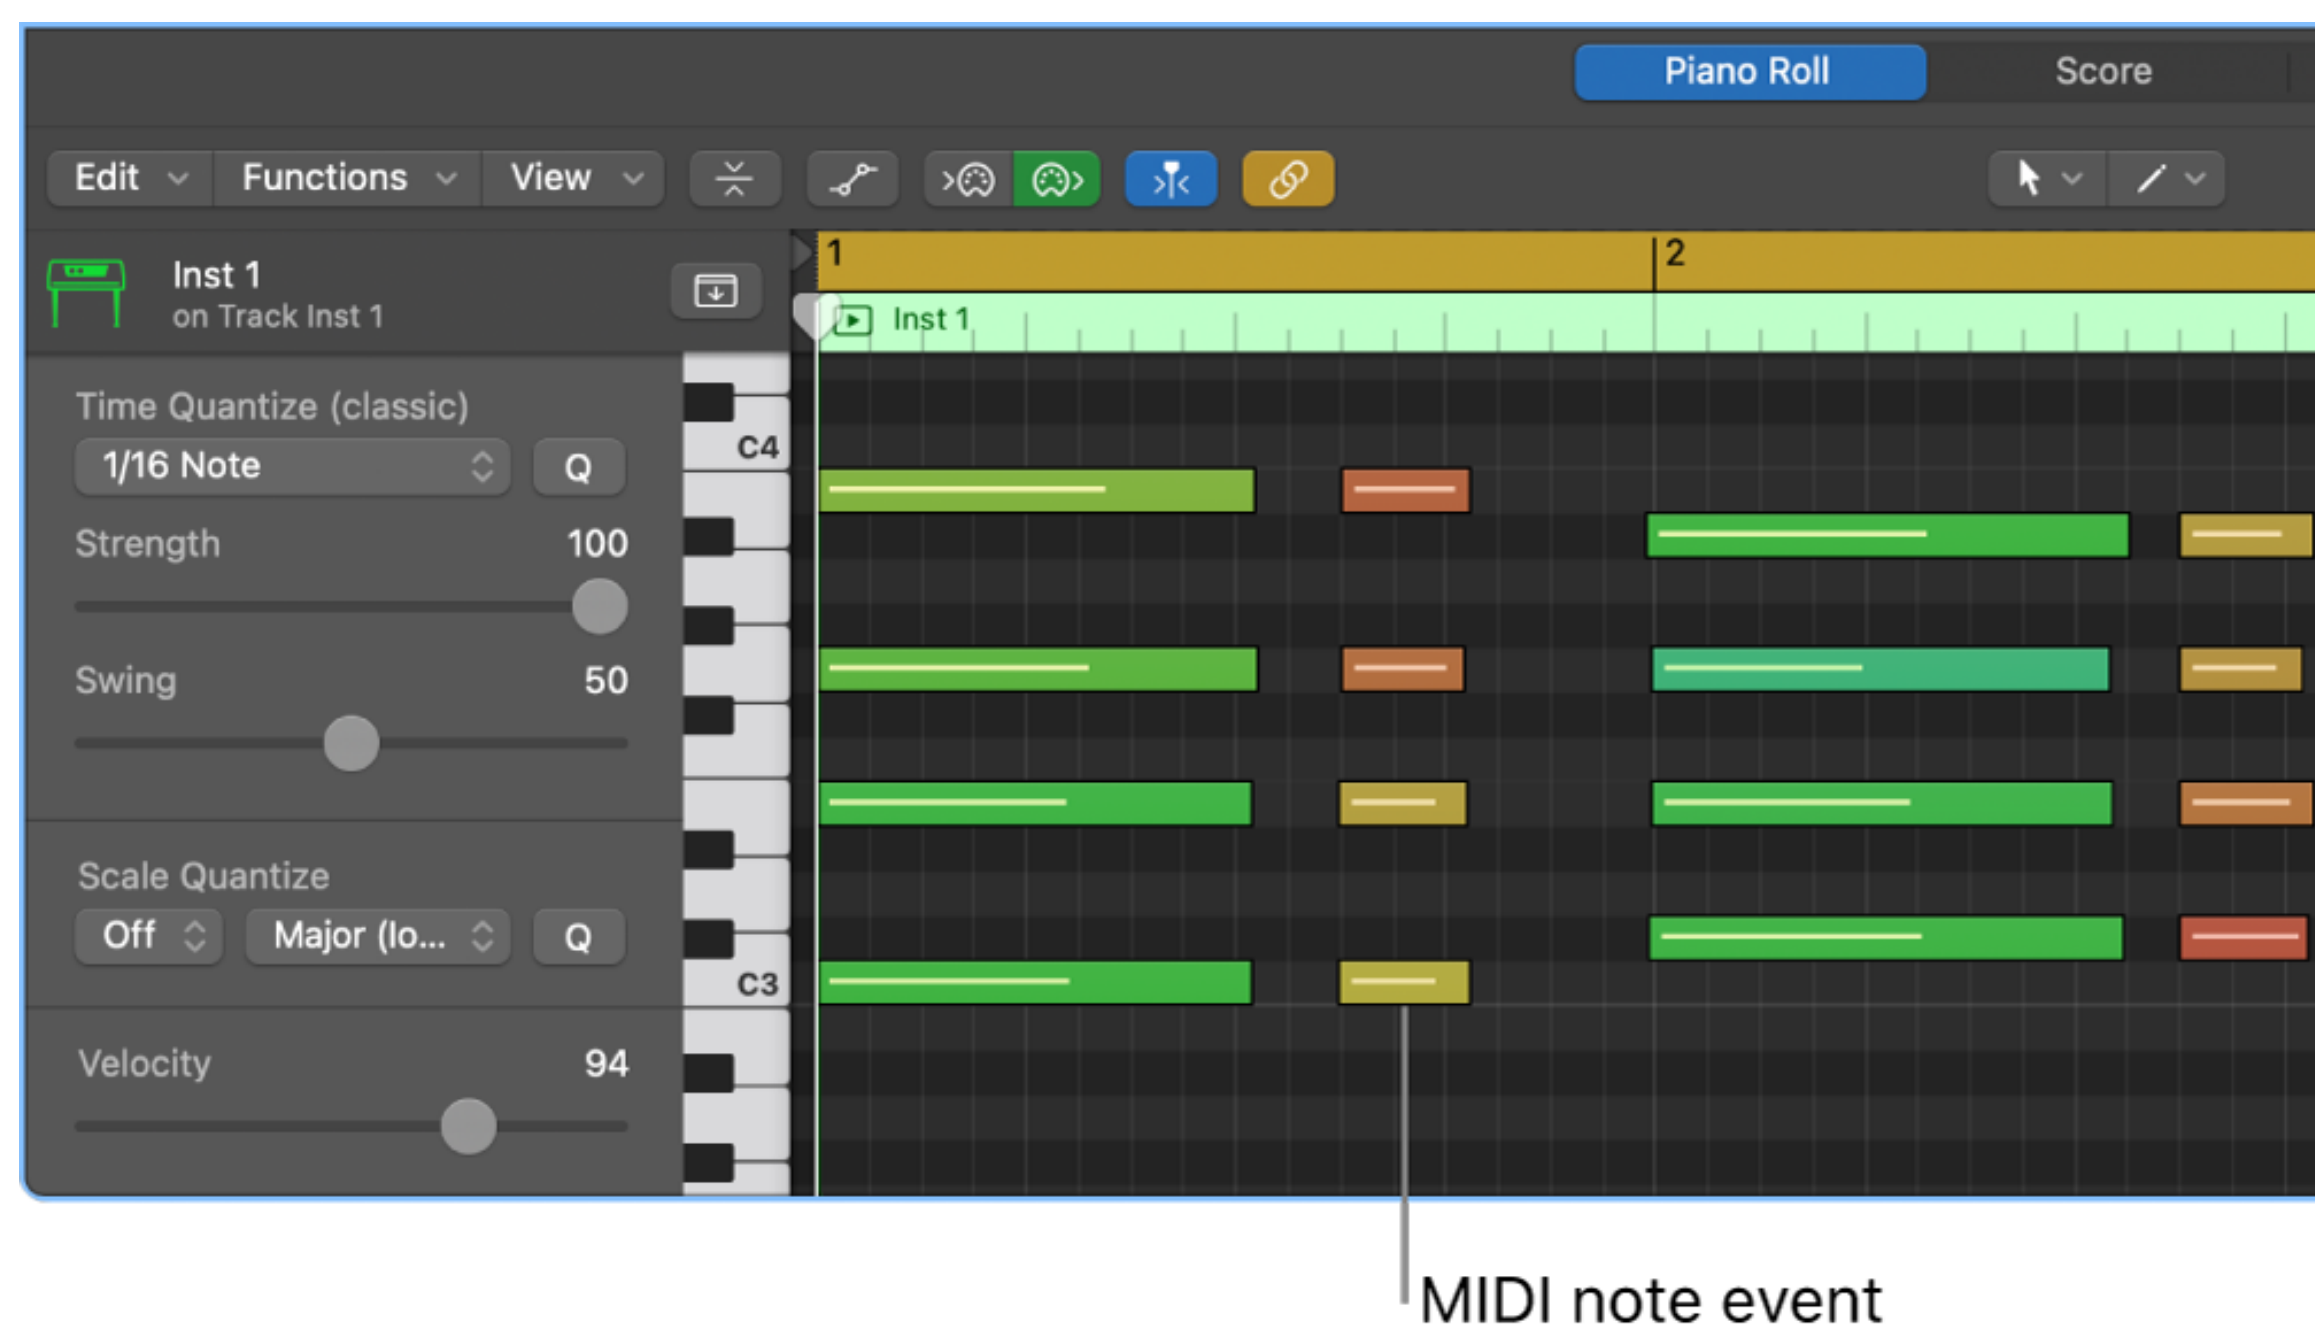 Piano Roll
Score
Edit
Functions
View
Inst 1
on Track Inst 1
1
2
Inst 1
Time Quantize (classic)
1/16 Note
Q
Strength
100
Swing
50
Scale Quantize
Off
Major (lo...
Q
Velocity
94
C4
C3
MIDI note event